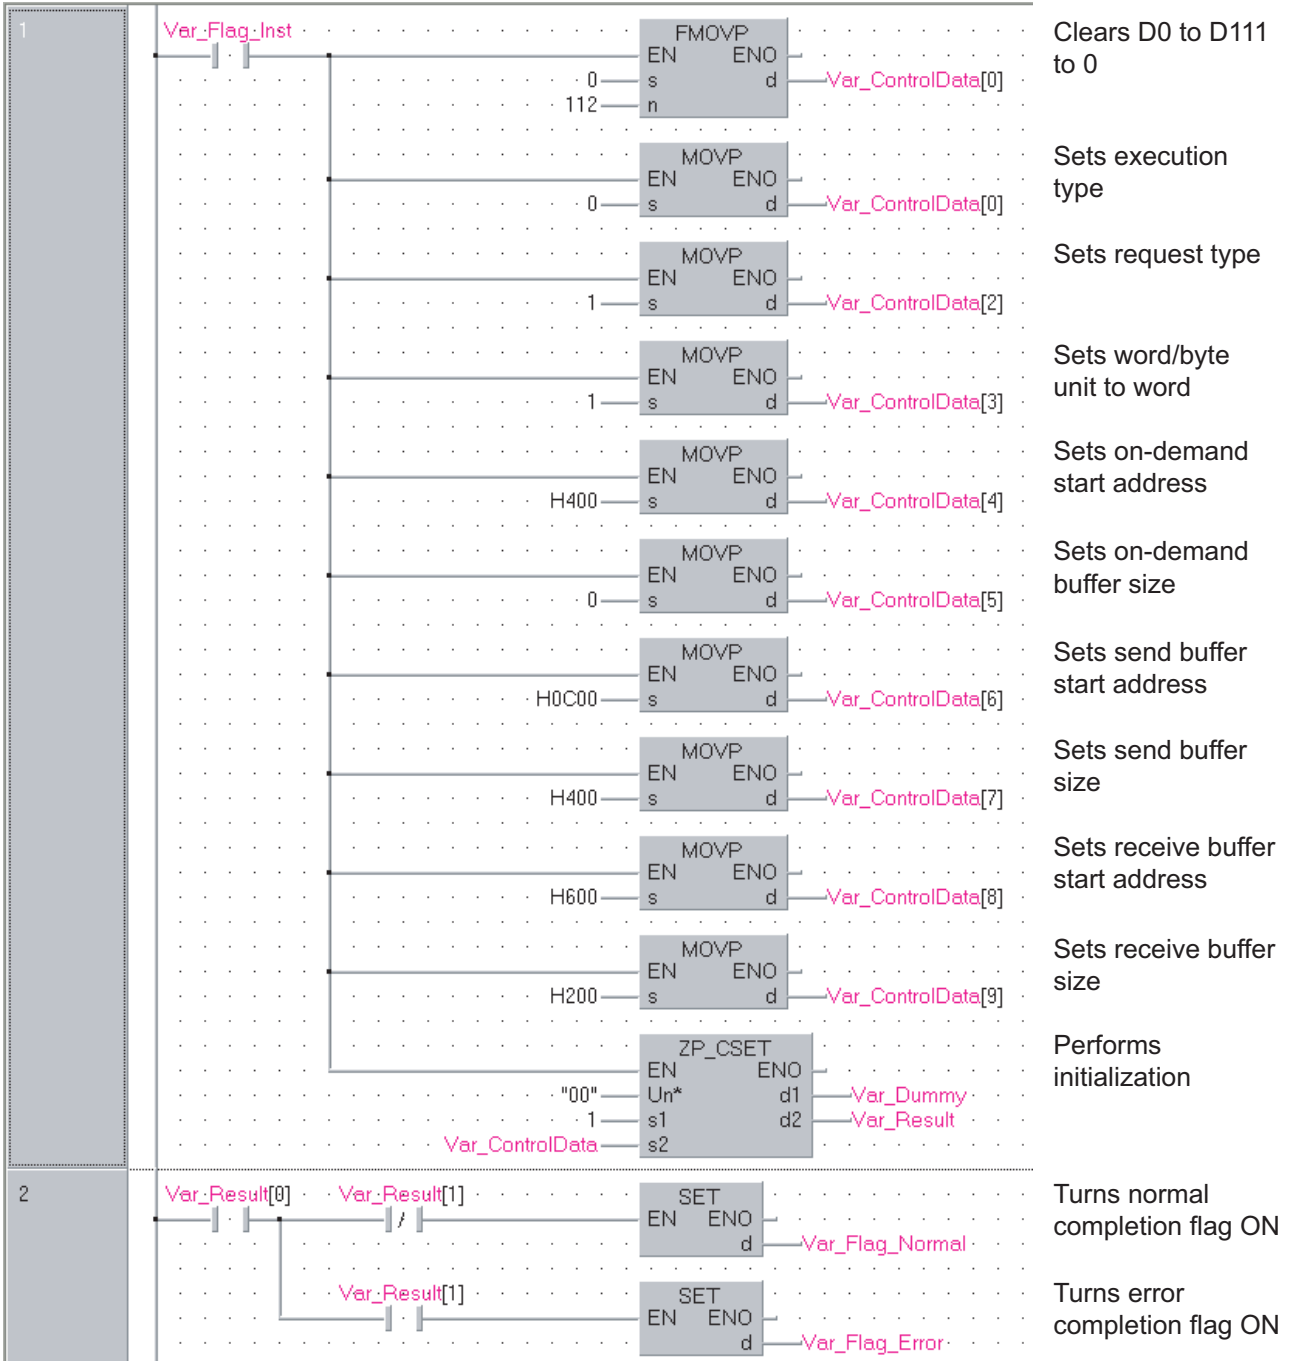 1
Var_Flag_Inst
FMOVP
EN ENO
0 s d Var_ControlData[0]
112 n
Clears D0 to D111
to 0
MOVP
EN ENO
0 s d Var_ControlData[0]
Sets execution
type
MOVP
EN ENO
1 s d Var_ControlData[2]
Sets request type
MOVP
EN ENO
1 s d Var_ControlData[3]
Sets word/byte
unit to word
MOVP
EN ENO
H400 s d Var_ControlData[4]
Sets on-demand
start address
MOVP
EN ENO
0 s d Var_ControlData[5]
Sets on-demand
buffer size
MOVP
EN ENO
H0C00 s d Var_ControlData[6]
Sets send buffer
start address
MOVP
EN ENO
H400 s d Var_ControlData[7]
Sets send buffer
size
MOVP
EN ENO
H600 s d Var_ControlData[8]
Sets receive buffer
start address
MOVP
EN ENO
H200 s d Var_ControlData[9]
Sets receive buffer
size
ZP_CSET
EN ENO
"00" Un* d1 Var_Dummy
1 s1 d2 Var_Result
Var_ControlData s2
Performs
initialization
2
Var_Result[0] Var_Result[1]
SET
EN ENO
d Var_Flag_Normal
Turns normal
completion flag ON
Var_Result[1]
SET
EN ENO
d Var_Flag_Error
Turns error
completion flag ON